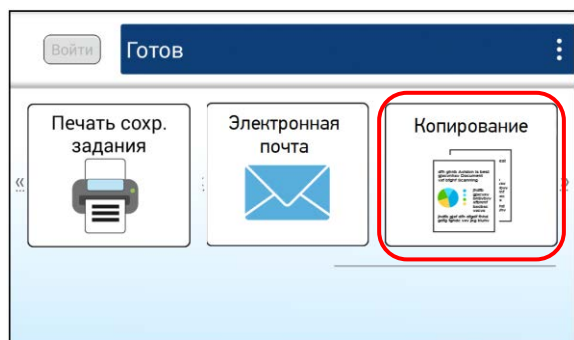 Войти
Готов
Печать сохр.
задания
Электронная
почта
Копирование